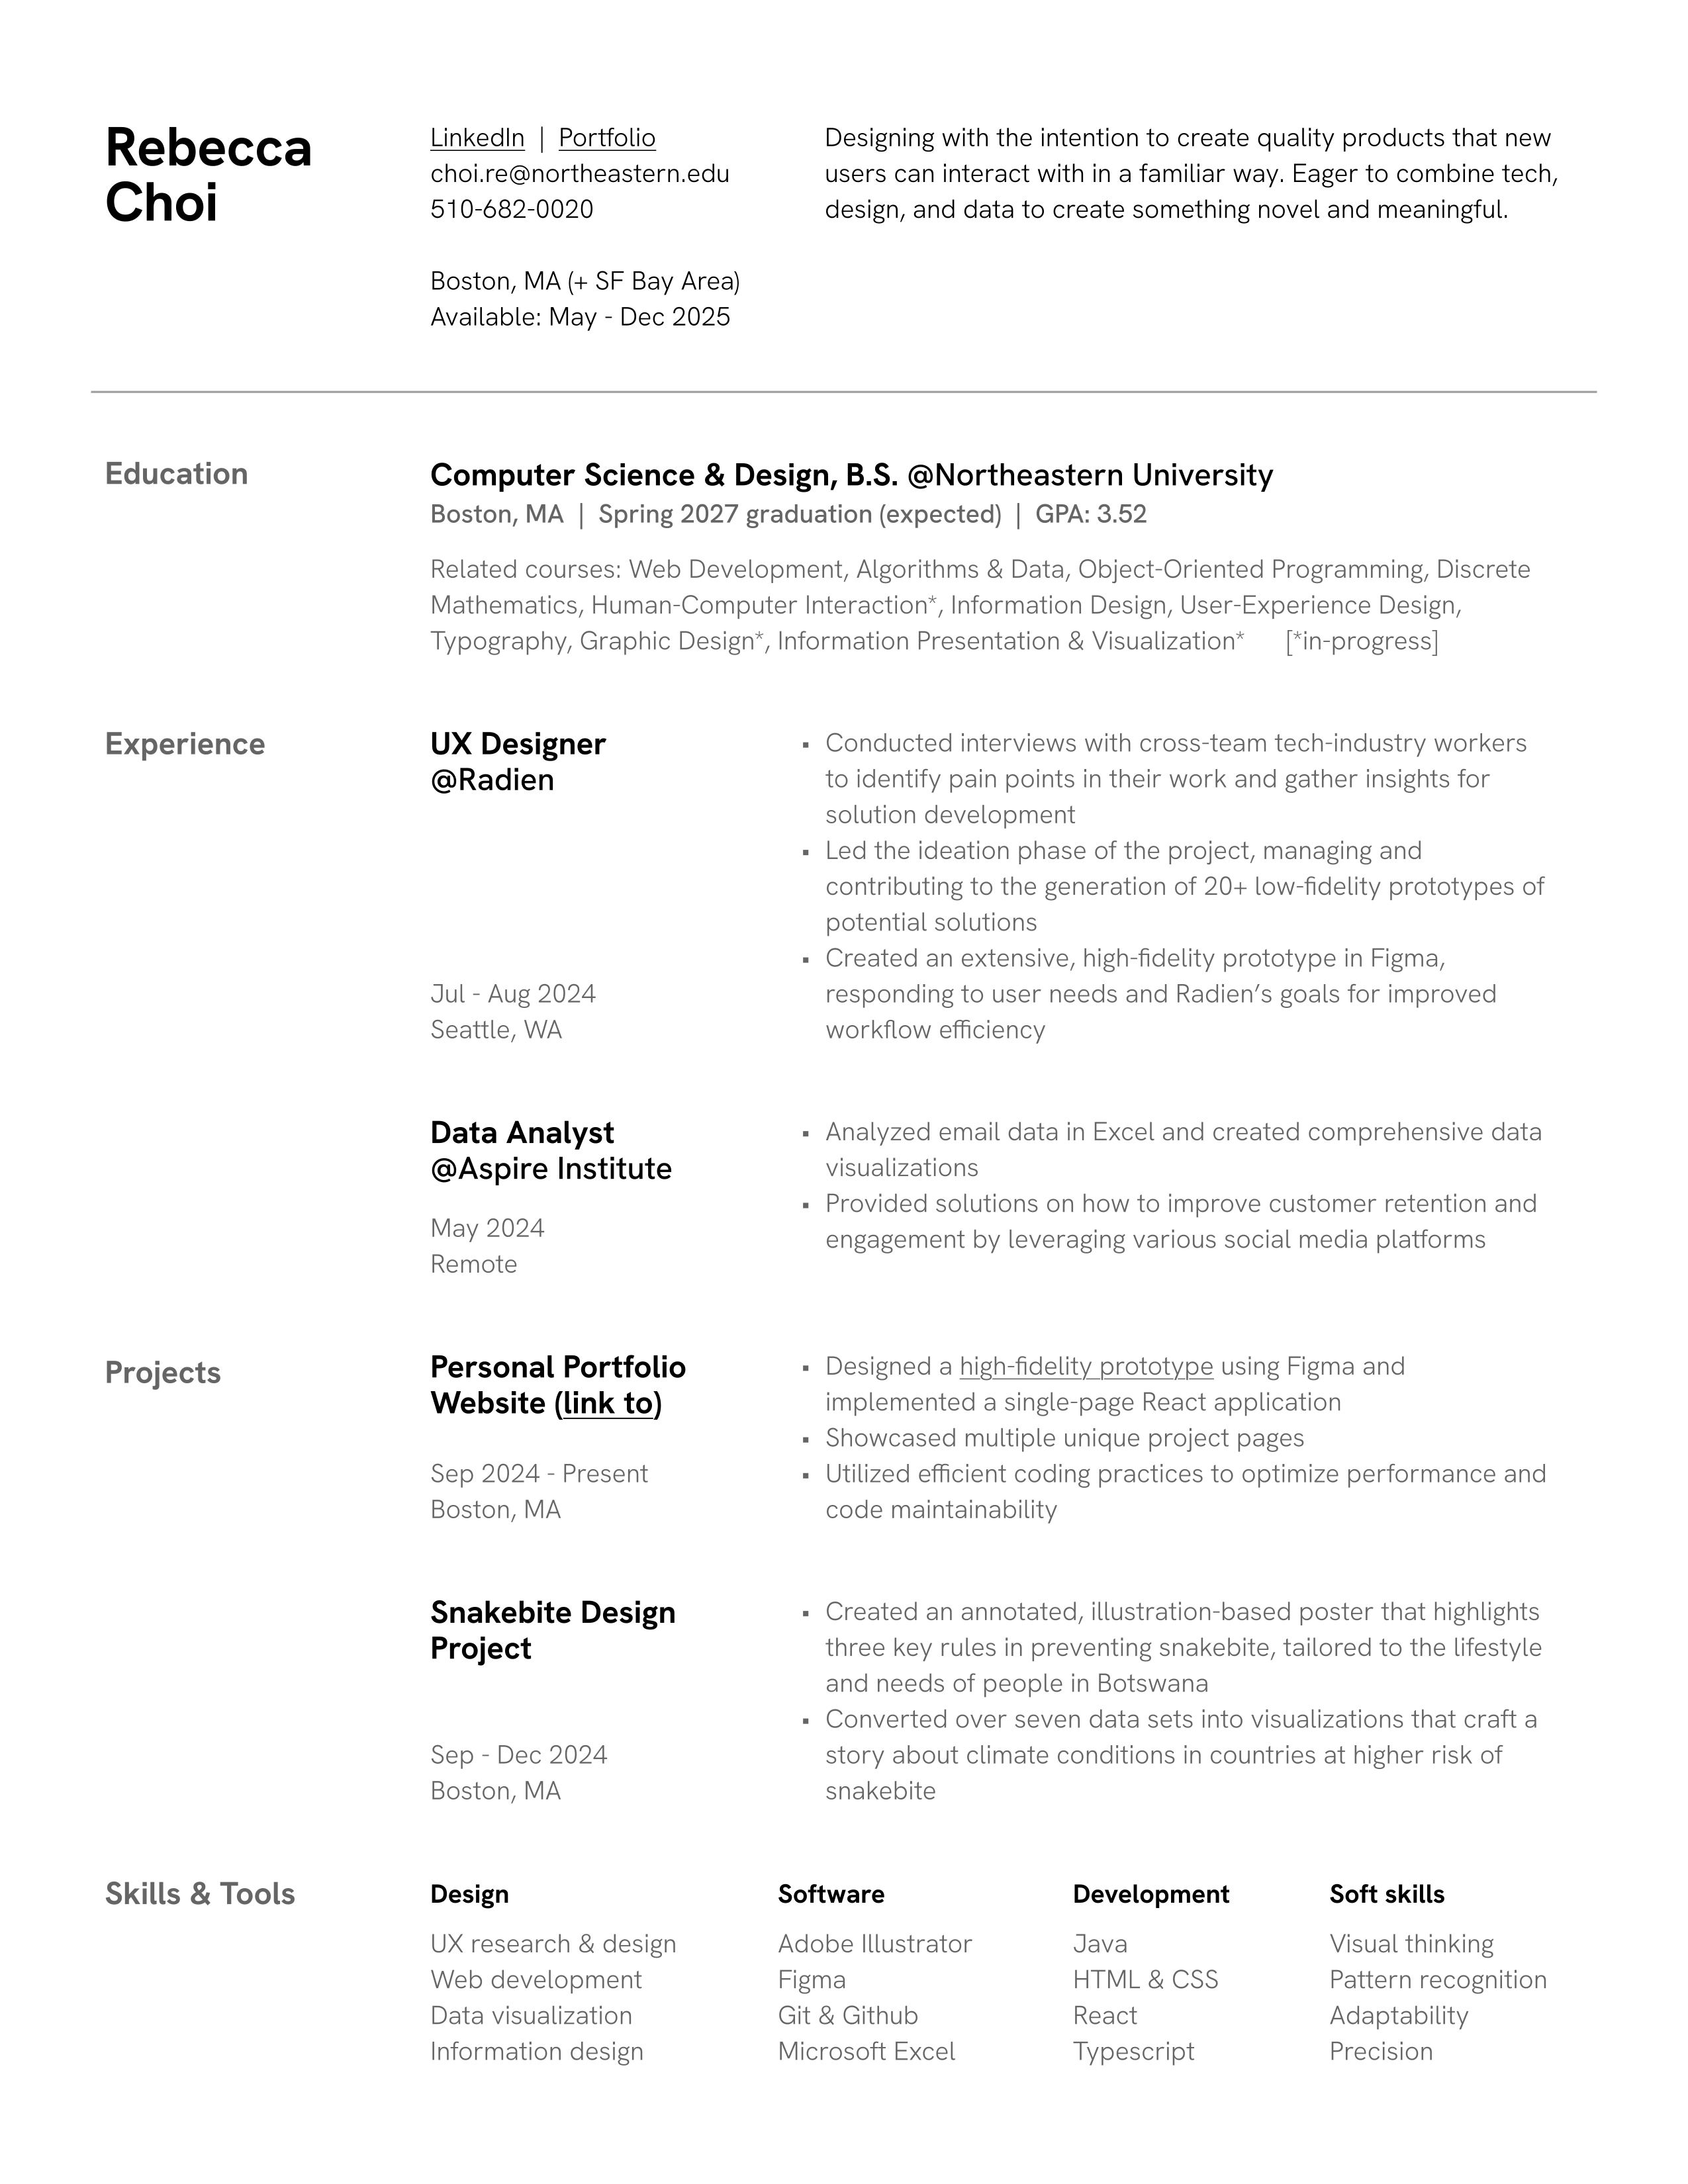 Rebecca
Choi
LinkedIn | Portfolio
choi.re@northeastern.edu
510-682-0020
Boston, MA (+ SF Bay Area)
Available: May - Dec 2025
Designing with the intention to create quality products that new
users can interact with in a familiar way. Eager to combine tech,
design, and data to create something novel and meaningful.
Education
Computer Science & Design, B.S. @Northeastern University
Boston, MA | Spring 2027 graduation (expected) | GPA: 3.52
Related courses: Web Development, Algorithms & Data, Object-Oriented Programming, Discrete
Mathematics, Human-Computer Interaction*, Information Design, User-Experience Design,
Typography, Graphic Design*, Information Presentation & Visualization* [*in-progress]
Experience
UX Designer
@Radien
Jul - Aug 2024
Seattle, WA
▪ Conducted interviews with cross-team tech-industry workers
to identify pain points in their work and gather insights for
solution development
▪ Led the ideation phase of the project, managing and
contributing to the generation of 20+ low-fidelity prototypes of
potential solutions
▪ Created an extensive, high-fidelity prototype in Figma,
responding to user needs and Radien’s goals for improved
workflow efficiency
Data Analyst
@Aspire Institute
May 2024
Remote
▪ Analyzed email data in Excel and created comprehensive data
visualizations
▪ Provided solutions on how to improve customer retention and
engagement by leveraging various social media platforms
Projects
Personal Portfolio
Website (link to)
Sep 2024 - Present
Boston, MA
▪ Designed a high-fidelity prototype using Figma and
implemented a single-page React application
▪ Showcased multiple unique project pages
▪ Utilized efficient coding practices to optimize performance and
code maintainability
Snakebite Design
Project
Sep - Dec 2024
Boston, MA
▪ Created an annotated, illustration-based poster that highlights
three key rules in preventing snakebite, tailored to the lifestyle
and needs of people in Botswana
▪ Converted over seven data sets into visualizations that craft a
story about climate conditions in countries at higher risk of
snakebite
Skills & Tools
Design
UX research & design
Web development
Data visualization
Information design
Software
Adobe Illustrator
Figma
Git & Github
Microsoft Excel
Development
Java
HTML & CSS
React
Typescript
Soft skills
Visual thinking
Pattern recognition
Adaptability
Precision